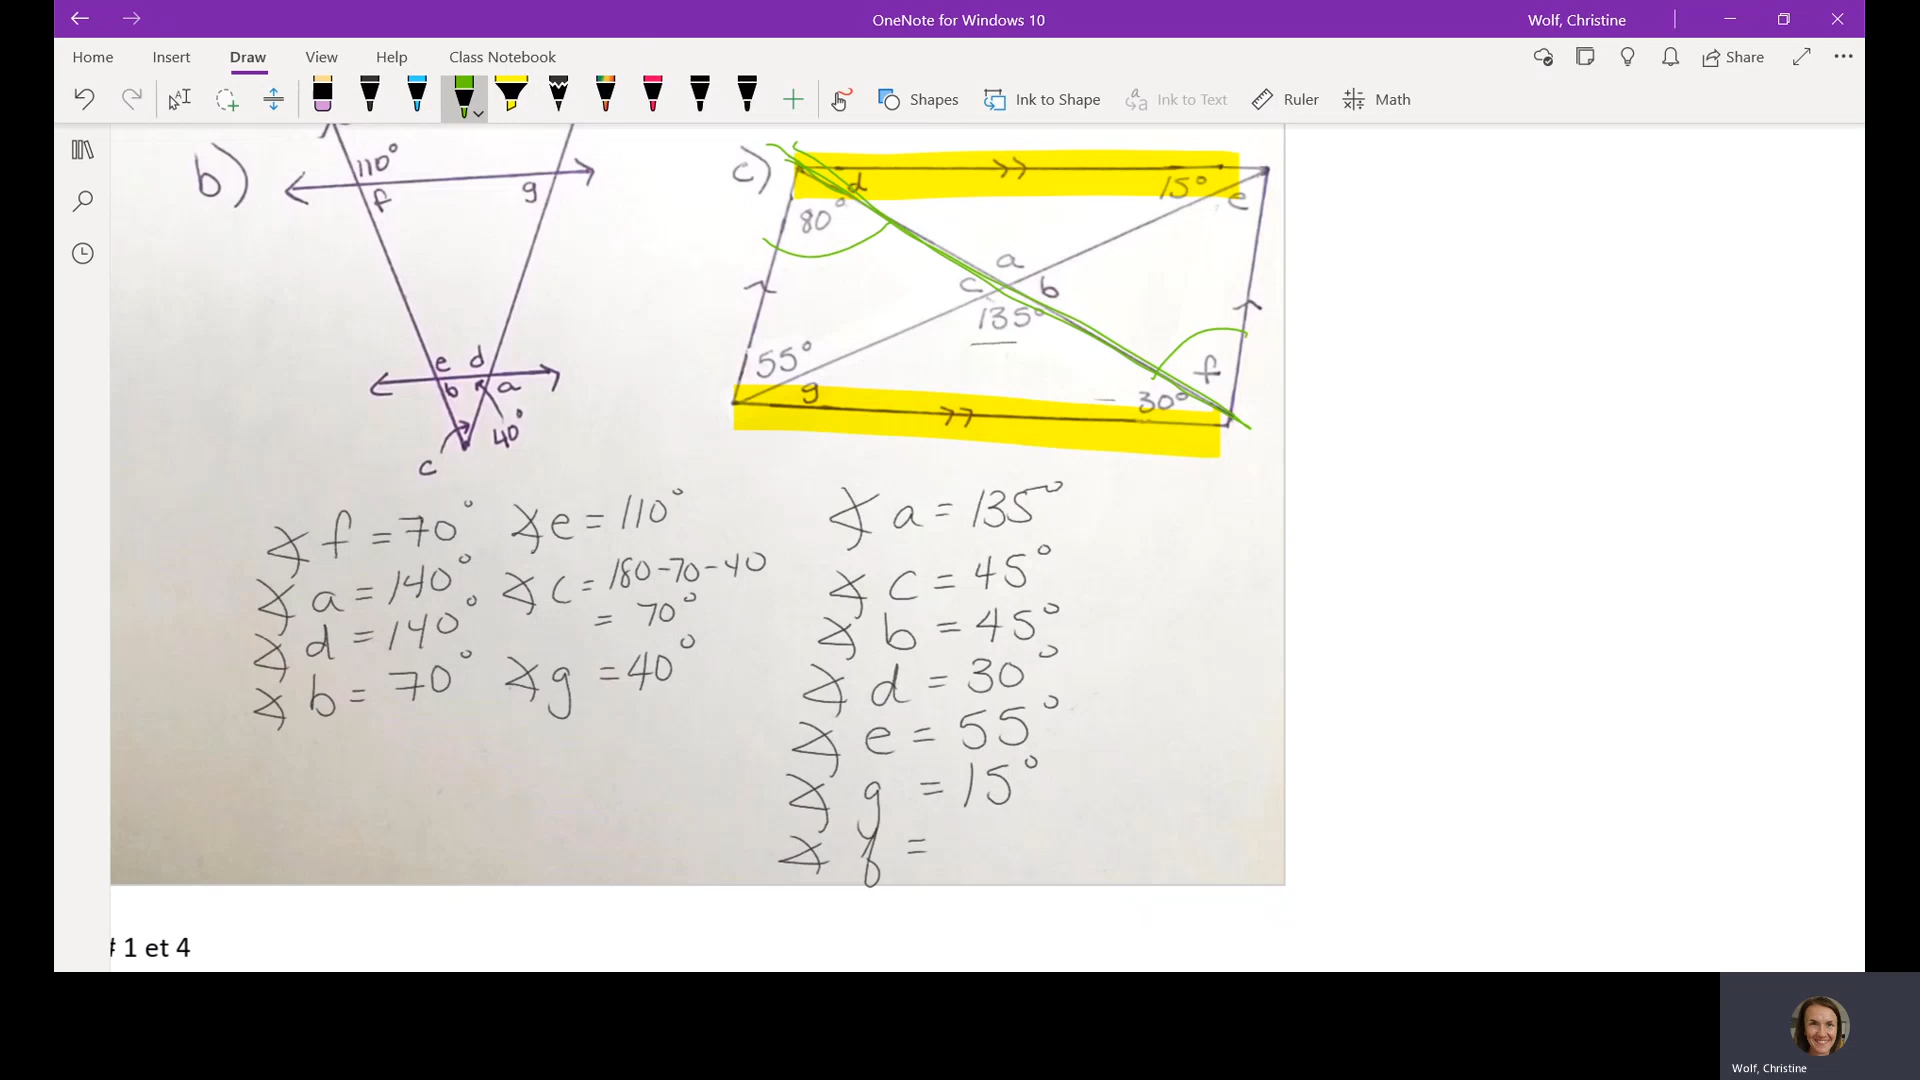 OneNote for Windows 10
Wolf, Christine
Home Insert Draw View Help Class Notebook
Share
Shapes Ink to Shape Ink to Text Ruler Math
b)
110°
f
g
e d
b a
40°
c
c)
d
15°
e
80°
a
c b
135°
55°
f
g
30°
∡ f = 70° ∡ e = 110°
∡ a = 140° ∡ c = 180-70-40
= 70°
∡ d = 140°
∡ b = 70° ∡ g = 40°
∡ a = 135°
∡ c = 45°
∡ b = 45°
∡ d = 30°
∡ e = 55°
∡ g = 15°
∡ f =
# 1 et 4
Wolf, Christine